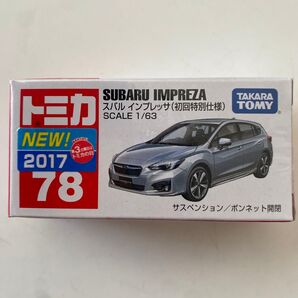 トミカ
NEW!
2017
78
SUBARU IMPREZA
スバル インプレッサ(初回特別仕様)
SCALE 1/63
TAKARA
TOMY
サスペンション/ボンネット開閉